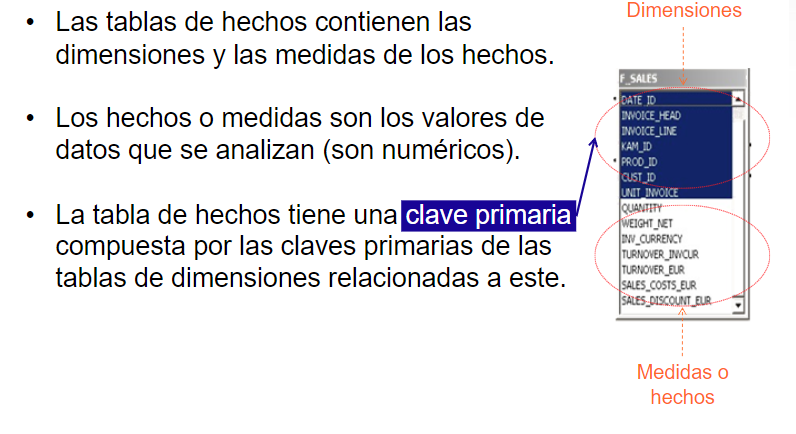 Dimensiones
• Las tablas de hechos contienen las
dimensiones y las medidas de los hechos.
• Los hechos o medidas son los valores de
datos que se analizan (son numéricos).
• La tabla de hechos tiene una clave primaria
compuesta por las claves primarias de las
tablas de dimensiones relacionadas a este.
F_SALES
DATE_ID
INVOICE_HEAD
INVOICE_LINE
KAM_ID
PROD_ID
CUST_ID
UNIT_INVOICE
QUANTITY
WEIGHT_NET
INV_CURRENCY
TURNOVER_INVCUR
TURNOVER_EUR
SALES_COSTS_EUR
SALES_DISCOUNT_EUR
Medidas o
hechos